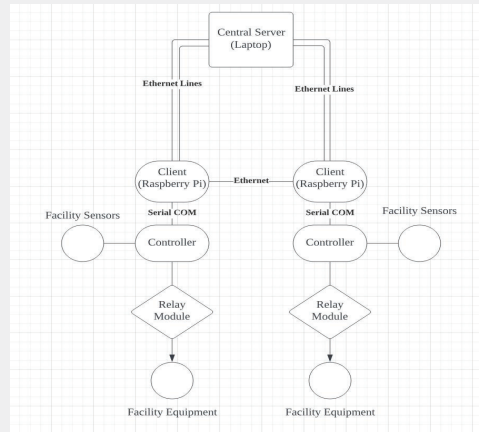 Central Server
(Laptop)
Ethernet Lines
Ethernet Lines
Client
(Raspberry Pi)
Ethernet
Client
(Raspberry Pi)
Facility Sensors
Serial COM
Serial COM
Facility Sensors
Controller
Controller
Relay
Module
Relay
Module
Facility Equipment
Facility Equipment